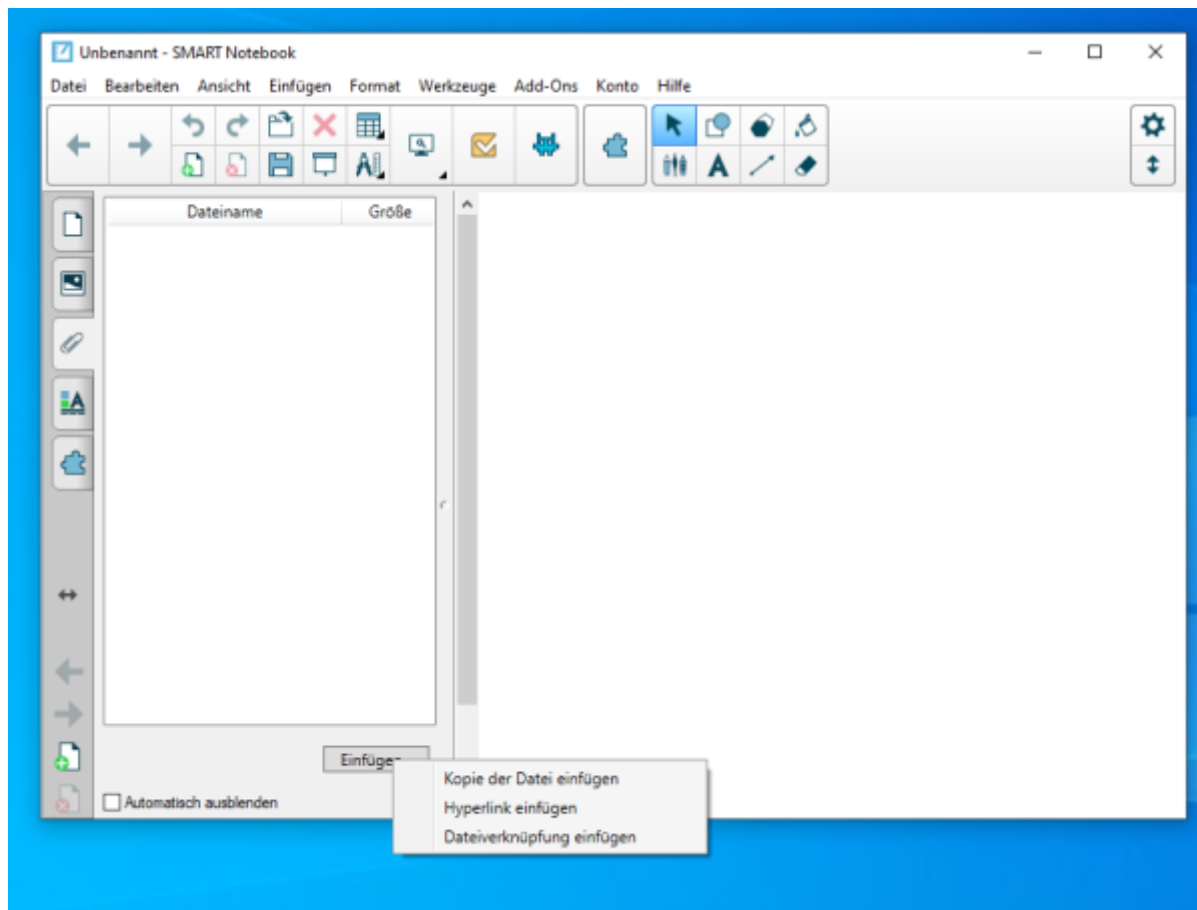 Unbenannt - SMART Notebook
Datei Bearbeiten Ansicht Einfügen Format Werkzeuge Add-Ons Konto Hilfe
Dateiname Größe
Einfügen
Kopie der Datei einfügen
Automatisch ausblenden
Hyperlink einfügen
Dateiverknüpfung einfügen